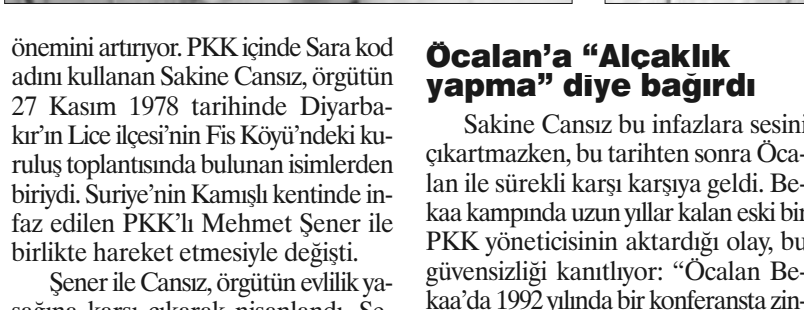 önemini artırıyor. PKK içinde Sara kod
adını kullanan Sakine Cansız, örgütün
27 Kasım 1978 tarihinde Diyarba-
kır'ın Lice ilçesi'nin Fis Köyü'ndeki ku-
ruluş toplantısında bulunan isimlerden
biriydi. Suriye'nin Kamışlı kentinde in-
faz edilen PKK'lı Mehmet Şener ile
birlikte hareket etmesiyle değişti.
Şener ile Cansız, örgütün evlilik ya-
sağına karşı çıkarak nişanlandı. Şe-
Öcalan'a “Alçaklık
yapma” diye bağırdı
Sakine Cansız bu infazlara sesini
çıkartmazken, bu tarihten sonra Öca-
lan ile sürekli karşı karşıya geldi. Be-
kaa kampında uzun yıllar kalan eski bir
PKK yöneticisinin aktardığı olay, bu
güvensizliği kanıtlıyor: “Öcalan Be-
kaa'da 1992 yılında bir konferansta zin-